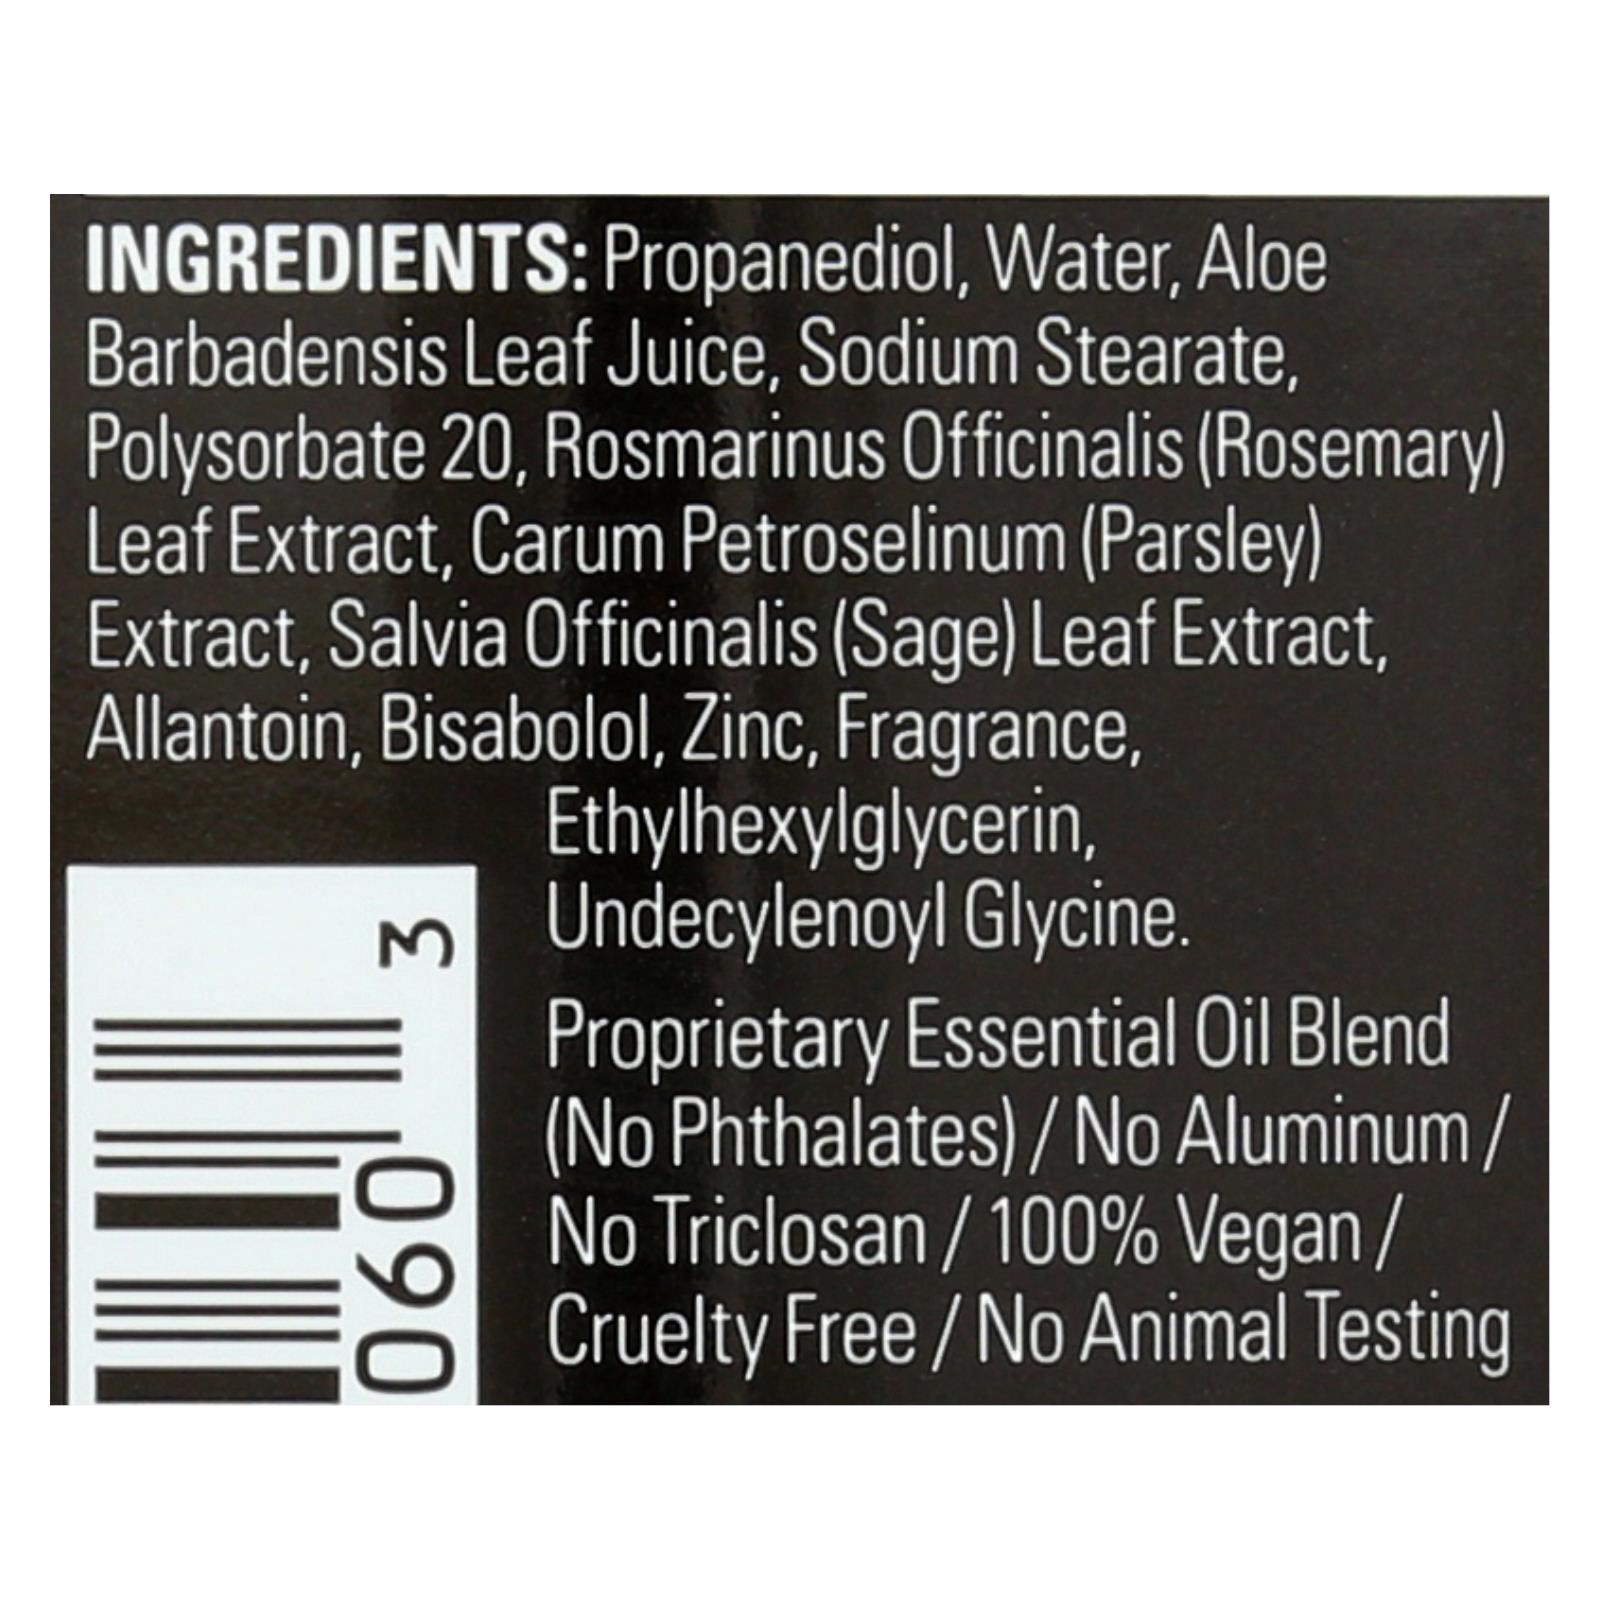 INGREDIENTS: Propanediol, Water, Aloe
Barbadensis Leaf Juice, Sodium Stearate,
Polysorbate 20, Rosmarinus Officinalis (Rosemary)
Leaf Extract, Carum Petroselinum (Parsley)
Extract, Salvia Officinalis (Sage) Leaf Extract,
Allantoin, Bisabolol, Zinc, Fragrance,
Ethylhexylglycerin,
Undecylenoyl Glycine.
Proprietary Essential Oil Blend
(No Phthalates) / No Aluminum /
No Triclosan / 100% Vegan /
Cruelty Free / No Animal Testing
060 3